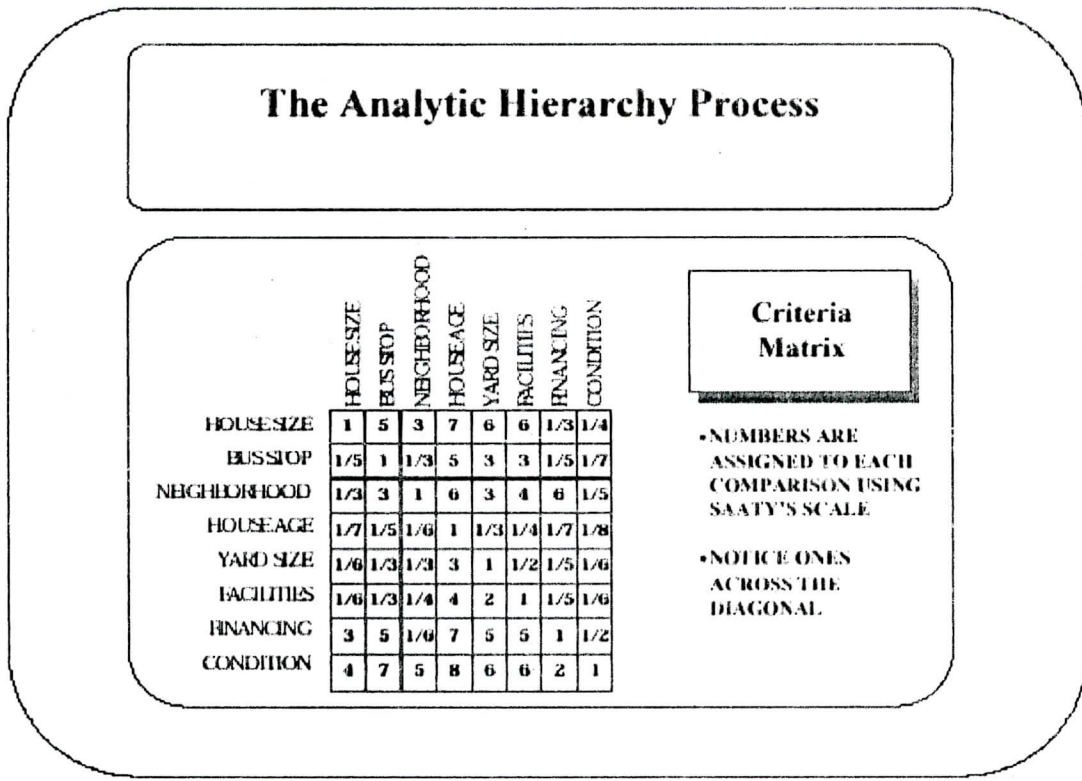 The Analytic Hierarchy Process
HOUSE SIZE
BUS STOP
NEIGHBORHOOD
HOUSE AGE
YARD SIZE
FACILITIES
FINANCING
CONDITION
HOUSE SIZE 1 5 3 7 6 6 1/3 1/4
BUS STOP 1/5 1 1/3 5 3 3 1/5 1/7
NEIGHBORHOOD 1/3 3 1 6 3 4 6 1/5
HOUSE AGE 1/7 1/5 1/6 1 1/3 1/4 1/7 1/8
YARD SIZE 1/6 1/3 1/3 3 1 1/2 1/5 1/6
FACILITIES 1/6 1/3 1/4 4 2 1 1/5 1/6
FINANCING 3 5 1/6 7 5 5 1 1/2
CONDITION 4 7 5 8 6 6 2 1
Criteria
Matrix
•NUMBERS ARE
ASSIGNED TO EACH
COMPARISON USING
SAATY'S SCALE
•NOTICE ONES
ACROSS THE
DIAGONAL